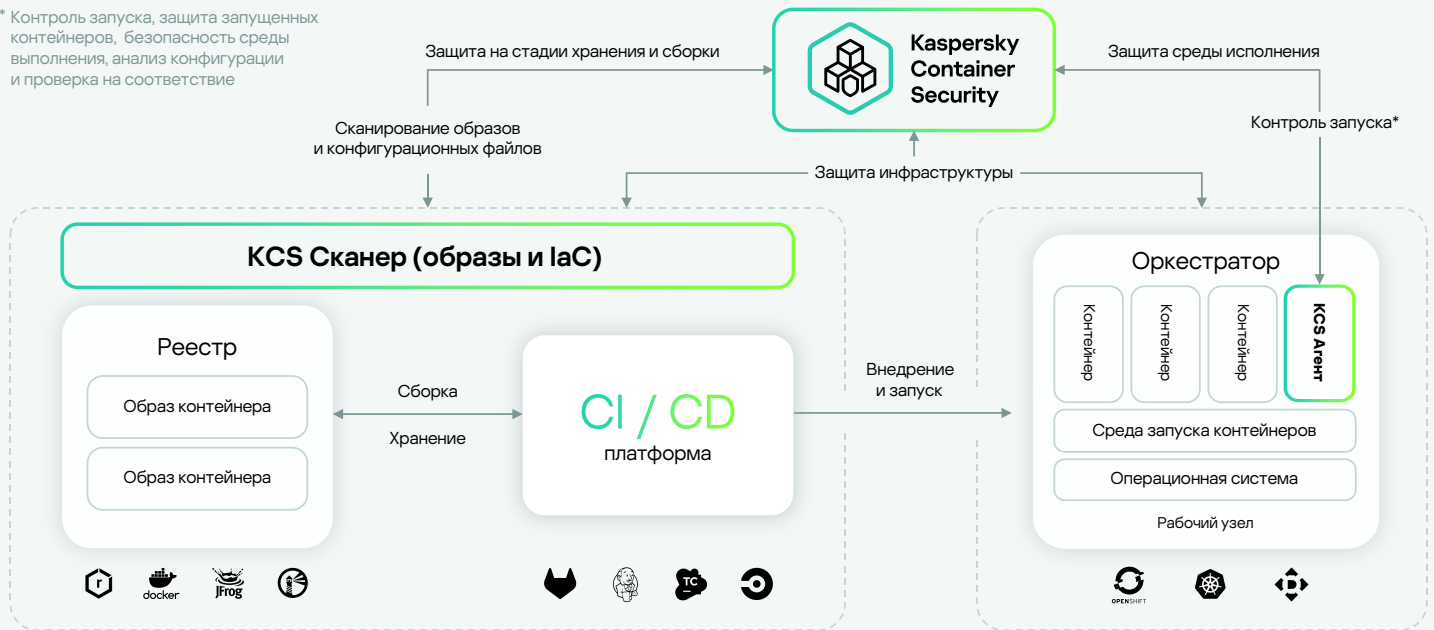 * Контроль запуска, защита запущенных
контейнеров, безопасность среды
выполнения, анализ конфигурации
и проверка на соответствие
Защита на стадии хранения и сборки
Kaspersky
Container
Security
Защита среды исполнения
Сканирование образов
и конфигурационных файлов
Контроль запуска*
Защита инфраструктуры
KCS Сканер (образы и IaC)
Реестр
Образ контейнера
Образ контейнера
Сборка
Хранение
CI / CD
платформа
Внедрение
и запуск
Оркестратор
Контейнер
Контейнер
Контейнер
KCS Агент
Среда запуска контейнеров
Операционная система
Рабочий узел
r
docker
JFrog
TC
OPENSHIFT
D